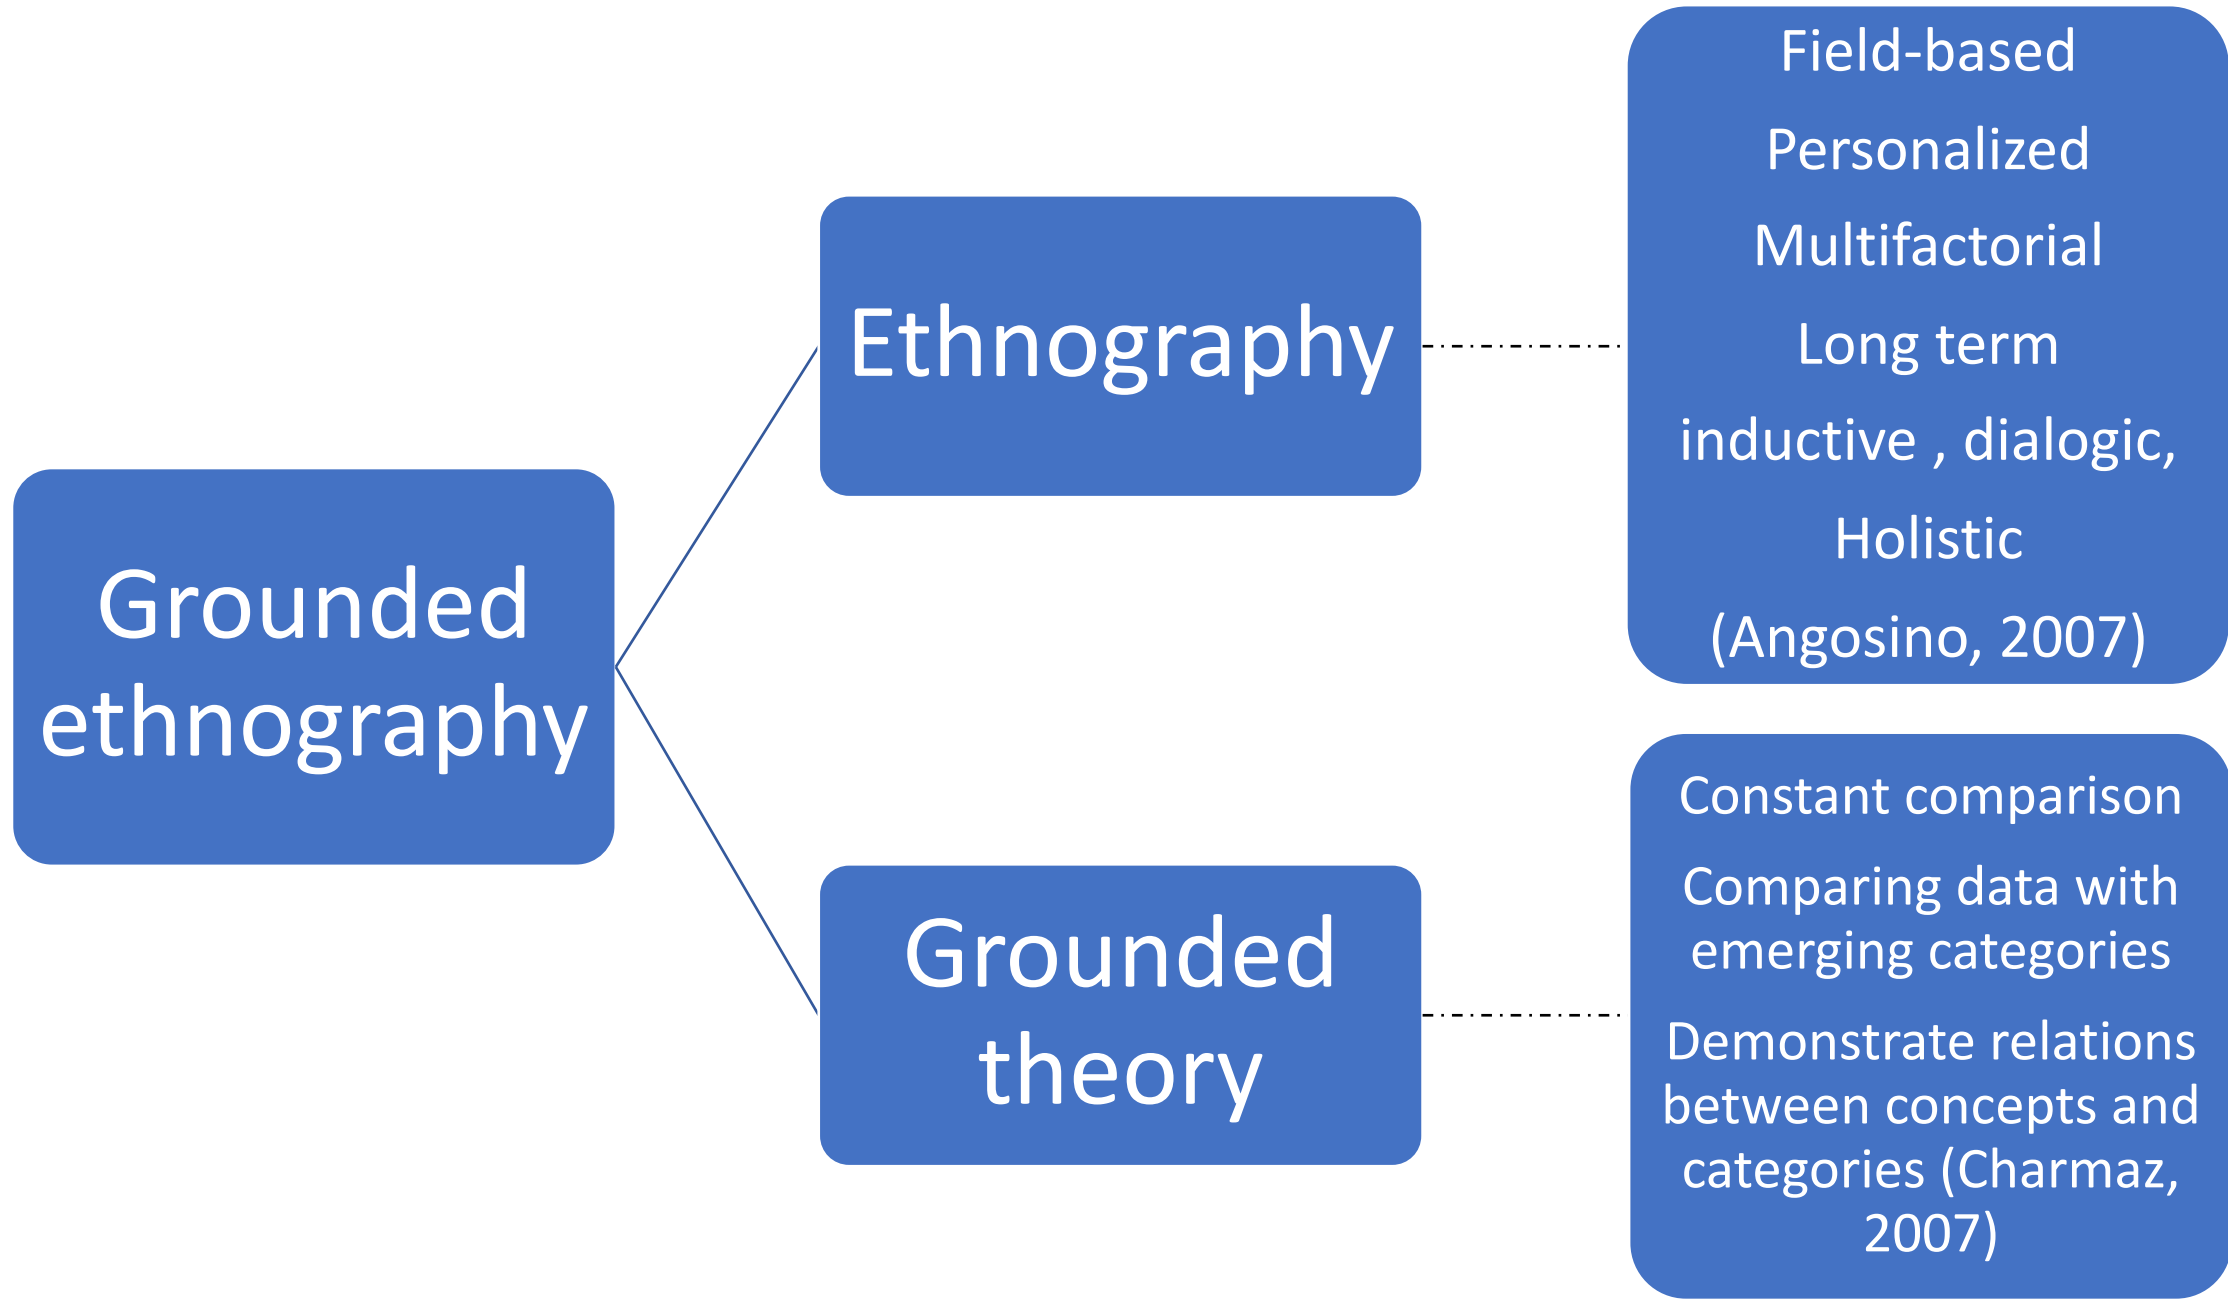 Grounded
ethnography
Ethnography
Field-based
Personalized
Multifactorial
Long term
inductive , dialogic,
Holistic
(Angosino, 2007)
Grounded
theory
Constant comparison
Comparing data with
emerging categories
Demonstrate relations
between concepts and
categories (Charmaz,
2007)